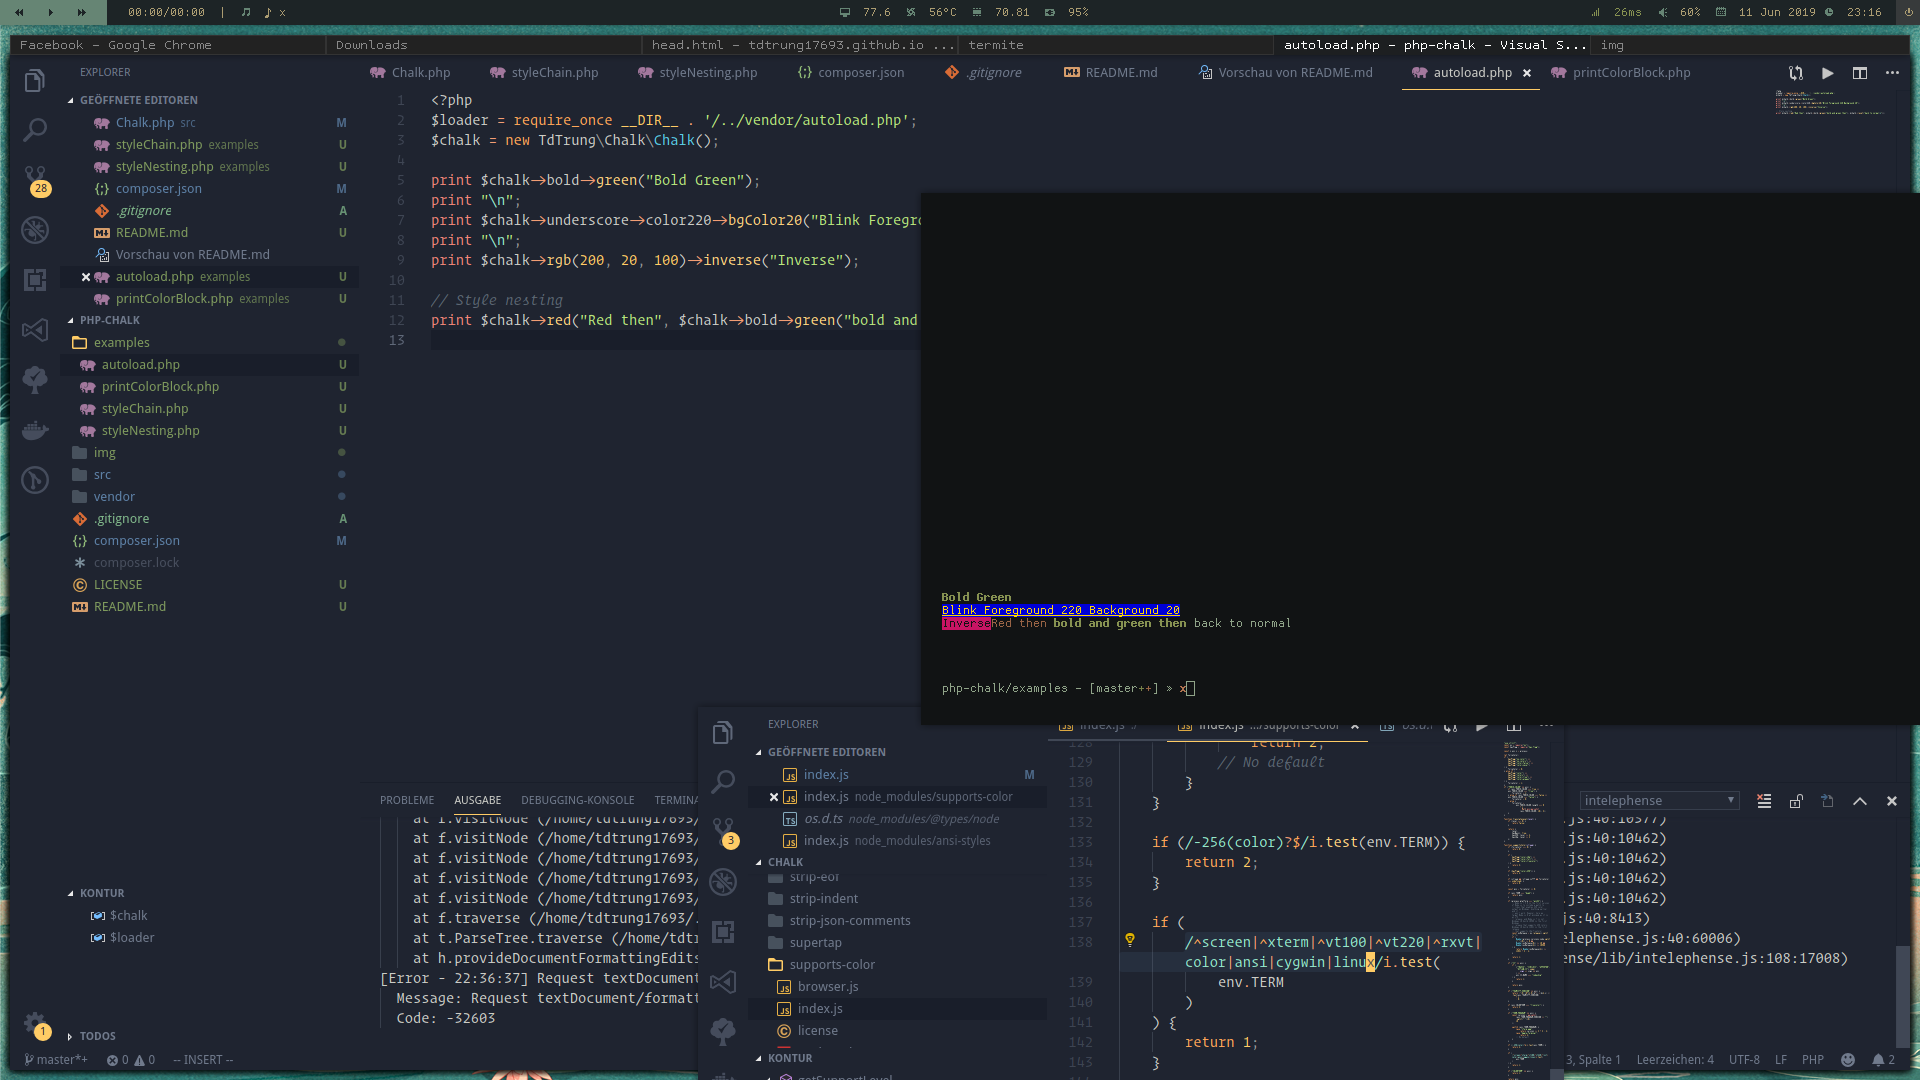 00:00/00:00 | x 77.6 56°C 70.81 95% 26ms 60% 11 Jun 2019 23:16
Facebook - Google Chrome Downloads head.html - tdtrung17693.github.io ... termite autoload.php - php-chalk - Visual S... img
EXPLORER
GEÖFFNETE EDITOREN
Chalk.php src M
styleChain.php examples U
styleNesting.php examples U
composer.json M
.gitignore A
README.md U
Vorschau von README.md
autoload.php examples U
printColorBlock.php examples U
28
PHP-CHALK
examples
autoload.php U
printColorBlock.php U
styleChain.php U
styleNesting.php U
img
src
vendor
.gitignore A
composer.json M
composer.lock
LICENSE U
README.md U
KONTUR
$chalk
$loader
TODOS
1
Chalk.php styleChain.php styleNesting.php composer.json .gitignore README.md Vorschau von README.md autoload.php printColorBlock.php
1 <?php
2 $loader = require_once __DIR__ . '/../vendor/autoload.php';
3 $chalk = new TdTrung\Chalk\Chalk();
4
5 print $chalk->bold->green("Bold Green");
6 print "\n";
7 print $chalk->underscore->color220->bgColor20("Blink Foregro
8 print "\n";
9 print $chalk->rgb(200, 20, 100)->inverse("Inverse");
10
11 // Style nesting
12 print $chalk->red("Red then", $chalk->bold->green("bold and
13
Bold Green
Blink Foreground 220 Background 20
InverseRed then bold and green then back to normal
php-chalk/examples - [master++] » x
PROBLEME AUSGABE DEBUGGING-KONSOLE TERMINA
intelephense
at f.visitNode (/home/tdtrung17693/
at f.visitNode (/home/tdtrung17693/
at f.visitNode (/home/tdtrung17693/
at f.visitNode (/home/tdtrung17693/
at f.visitNode (/home/tdtrung17693/
at f.traverse (/home/tdtrung17693/.
at t.ParseTree.traverse (/home/tdtr
at h.provideDocumentFormattingEdits
[Error - 22:36:37] Request textDocument
Message: Request textDocument/formatt
Code: -32603
js:40:10577)
js:40:10462)
js:40:10462)
js:40:10462)
js:40:10462)
js:40:8413)
elephense.js:40:60006)
ense/lib/intelephense.js:108:17008)
EXPLORER
GEÖFFNETE EDITOREN
index.js M
index.js node_modules/supports-color
os.d.ts node_modules/@types/node
index.js node_modules/ansi-styles
3
CHALK
strip-eof
strip-indent
strip-json-comments
supertap
supports-color
browser.js
index.js
license
KONTUR
getSupportLevel
index.js index.js .../supports-color os.d.t
128 return 2;
129 // No default
130 }
131 }
132
133 if (/-256(color)?$/i.test(env.TERM)) {
134 return 2;
135 }
136
137 if (
138 /^screen|^xterm|^vt100|^vt220|^rxvt|
color|ansi|cygwin|linux/i.test(
139 env.TERM
140 )
141 ) {
142 return 1;
143 }
master*+ 0 0 -- INSERT --
3, Spalte 1 Leerzeichen: 4 UTF-8 LF PHP 2